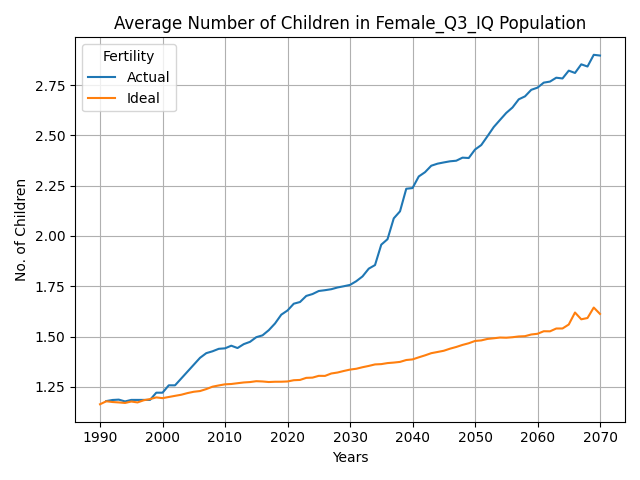 Average Number of Children in Female_Q3_IQ Population
Fertility
Actual
Ideal
2.75
2.50
2.25
2.00
1.75
1.50
1.25
No. of Children
1990 2000 2010 2020 2030 2040 2050 2060 2070
Years